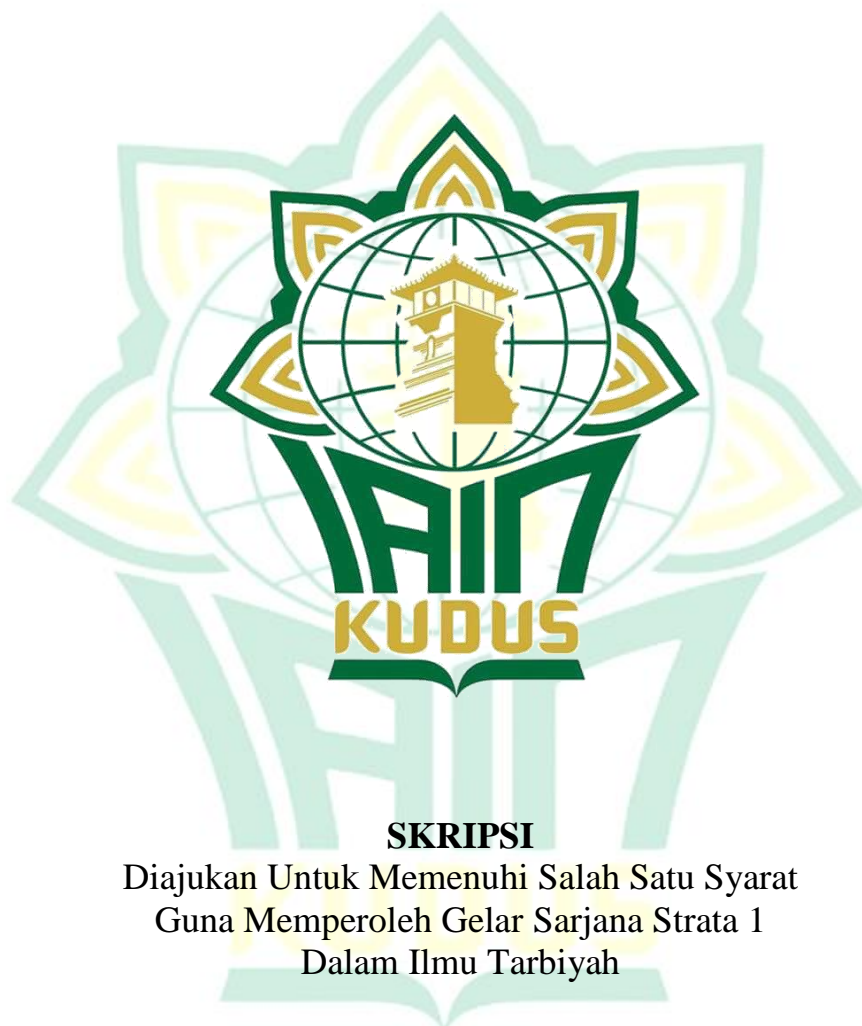 IAIN
KUDUS
SKRIPSI
Diajukan Untuk Memenuhi Salah Satu Syarat
Guna Memperoleh Gelar Sarjana Strata 1
Dalam Ilmu Tarbiyah